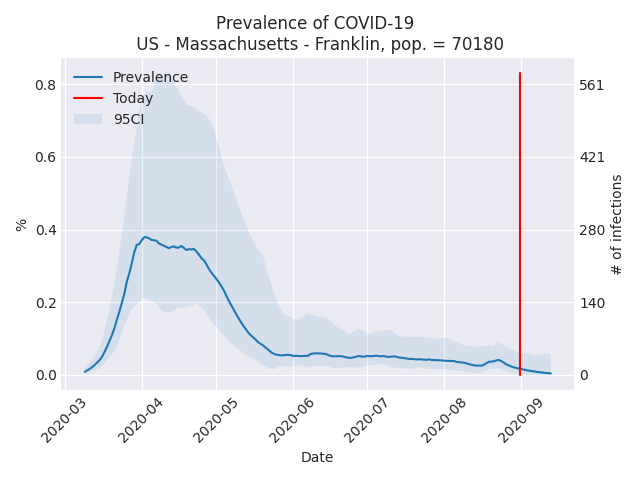 Prevalence of COVID-19
US - Massachusetts - Franklin, pop. = 70180
Prevalence
Today
95CI
0.8
0.6
0.4
0.2
0.0
%
561
421
280
140
0
# of infections
2020-03
2020-04
2020-05
2020-06
2020-07
2020-08
2020-09
Date